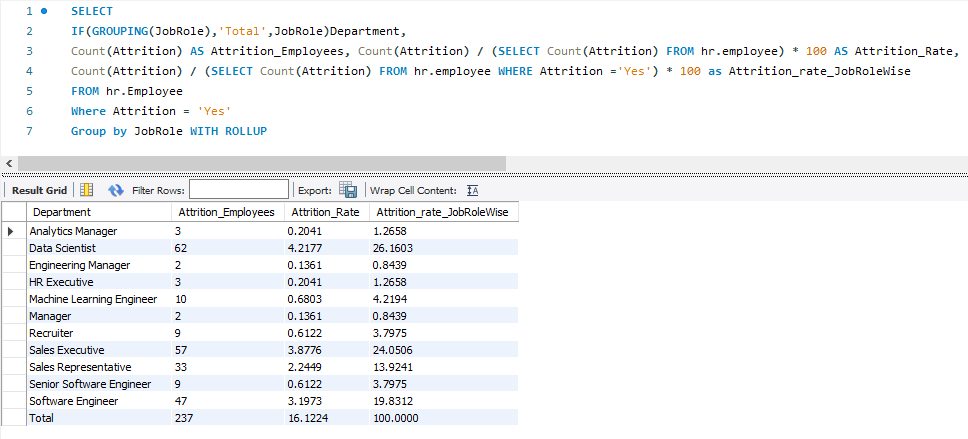 1 SELECT
2 IF(GROUPING(JobRole),'Total',JobRole)Department,
3 Count(Attrition) AS Attrition_Employees, Count(Attrition) / (SELECT Count(Attrition) FROM hr.employee) * 100 AS Attrition_Rate,
4 Count(Attrition) / (SELECT Count(Attrition) FROM hr.employee WHERE Attrition ='Yes') * 100 as Attrition_rate_JobRoleWise
5 FROM hr.Employee
6 Where Attrition = 'Yes'
7 Group by JobRole WITH ROLLUP
Result Grid Filter Rows: Export: Wrap Cell Content:
Department Attrition_Employees Attrition_Rate Attrition_rate_JobRoleWise
Analytics Manager 3 0.2041 1.2658
Data Scientist 62 4.2177 26.1603
Engineering Manager 2 0.1361 0.8439
HR Executive 3 0.2041 1.2658
Machine Learning Engineer 10 0.6803 4.2194
Manager 2 0.1361 0.8439
Recruiter 9 0.6122 3.7975
Sales Executive 57 3.8776 24.0506
Sales Representative 33 2.2449 13.9241
Senior Software Engineer 9 0.6122 3.7975
Software Engineer 47 3.1973 19.8312
Total 237 16.1224 100.0000